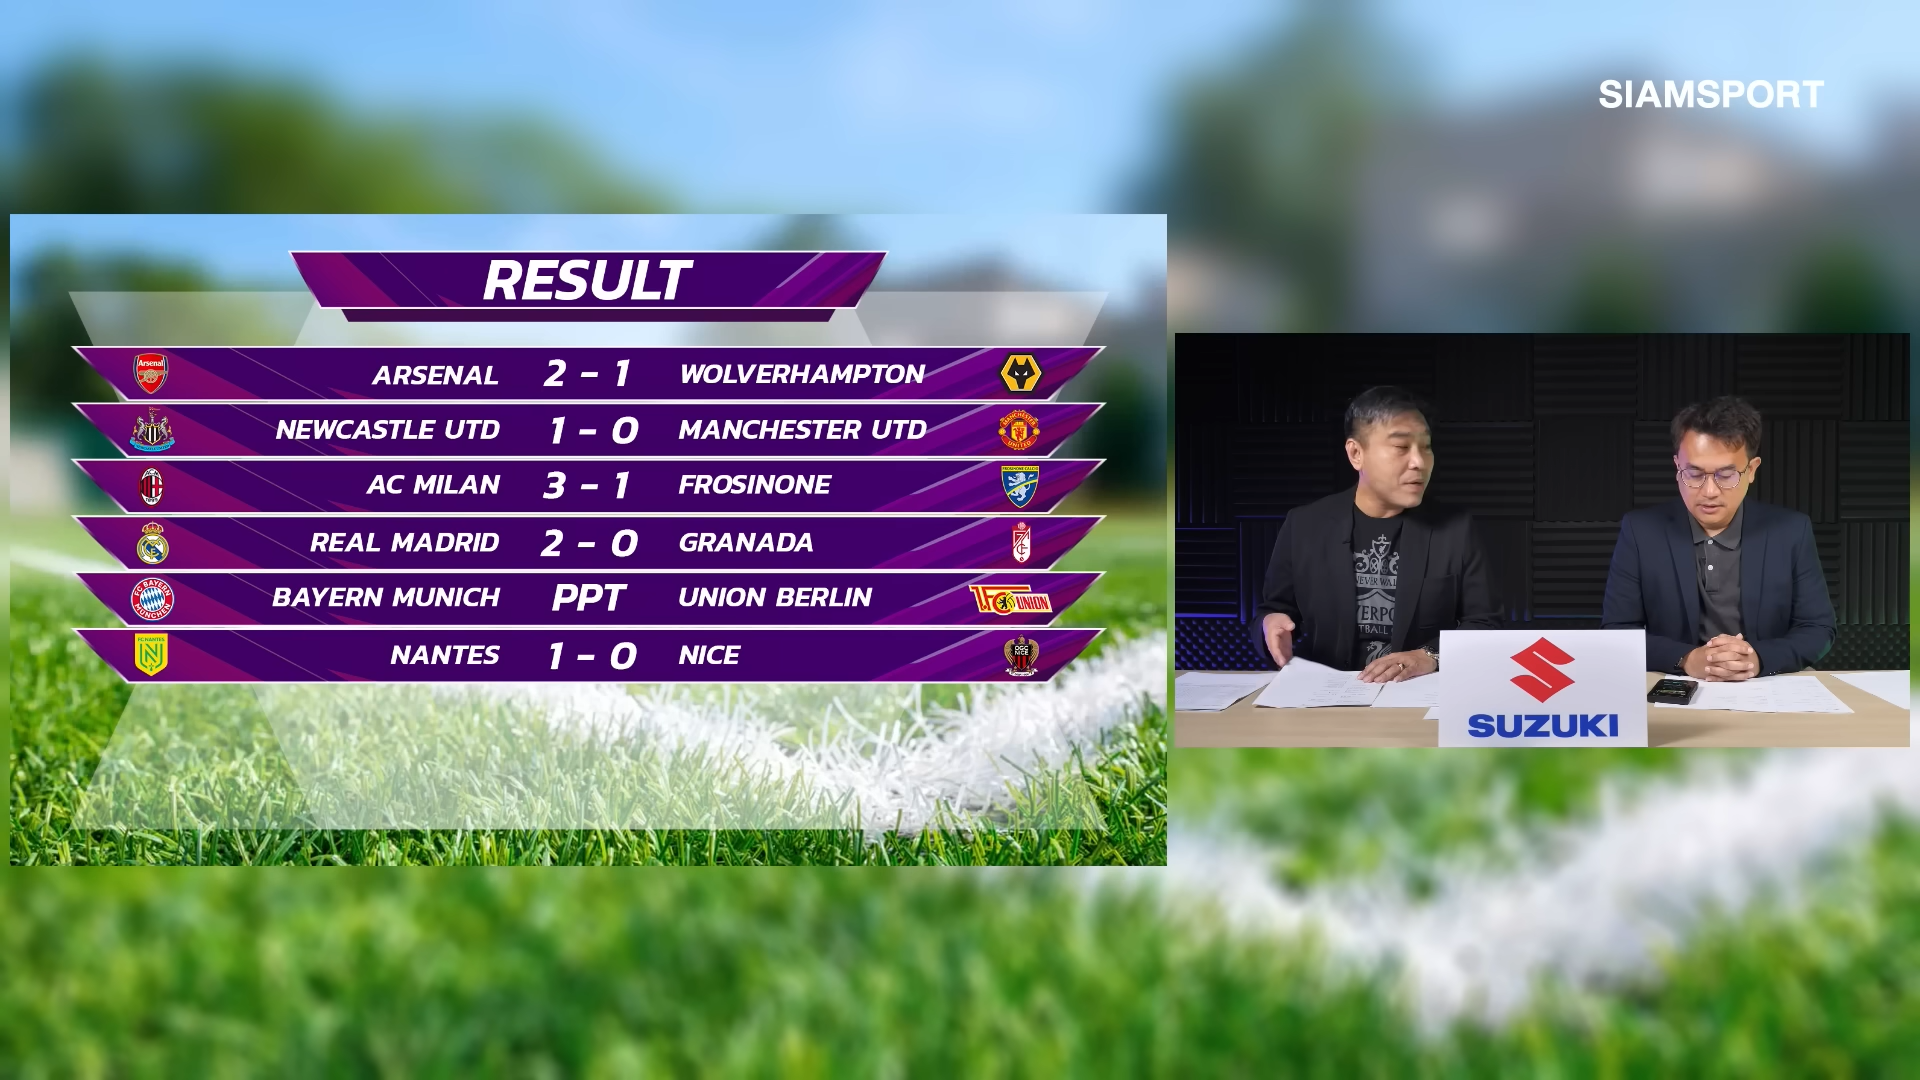 SIAMSPORT
RESULT
ARSENAL 2 - 1 WOLVERHAMPTON
NEWCASTLE UTD 1 - 0 MANCHESTER UTD
AC MILAN 3 - 1 FROSINONE
REAL MADRID 2 - 0 GRANADA
BAYERN MUNICH PPT UNION BERLIN
NANTES 1 - 0 NICE
SUZUKI